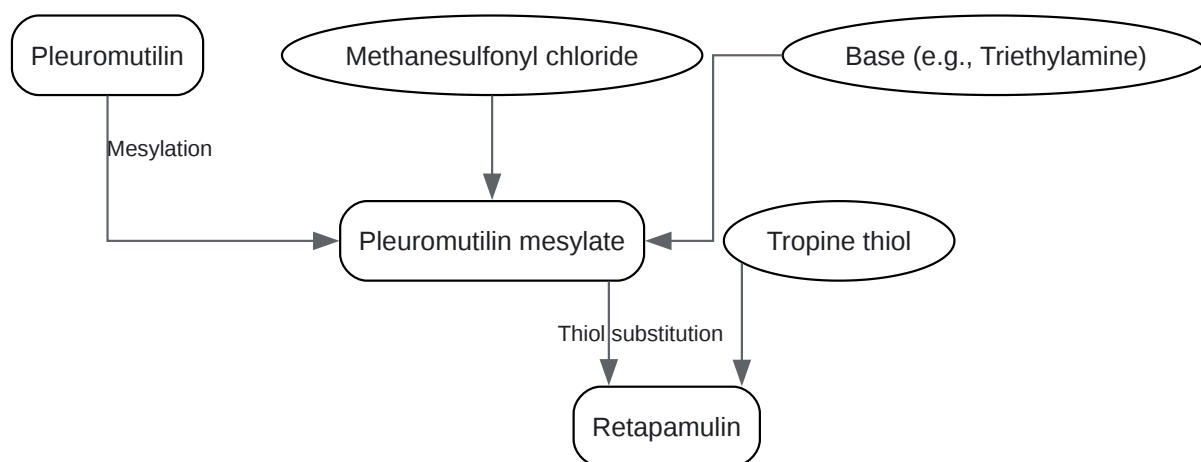 Pleuromutilin
Methanesulfonyl chloride
Base (e.g., Triethylamine)
Mesylation
Pleuromutilin mesylate
Tropine thiol
Thiol substitution
Retapamulin